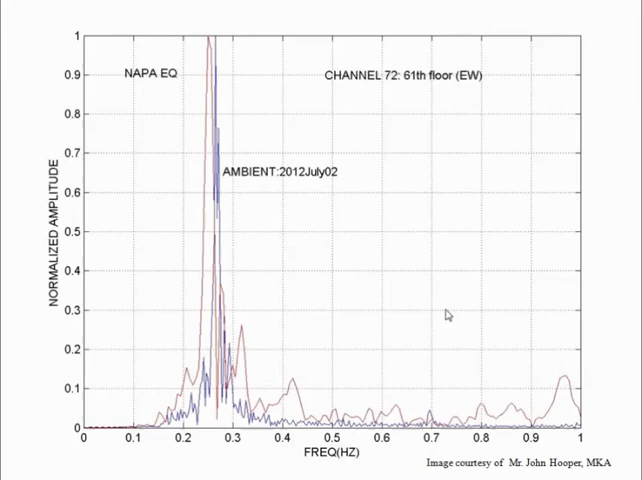 NAPA EQ
CHANNEL 72: 61th floor (EW)
AMBIENT:2012July02
NORMALIZED AMPLITUDE
1
0.9
0.8
0.7
0.6
0.5
0.4
0.3
0.2
0.1
0
0 0.1 0.2 0.3 0.4 0.5 0.6 0.7 0.8 0.9 1
FREQ(HZ)
Image courtesy of Mr. John Hooper, MKA